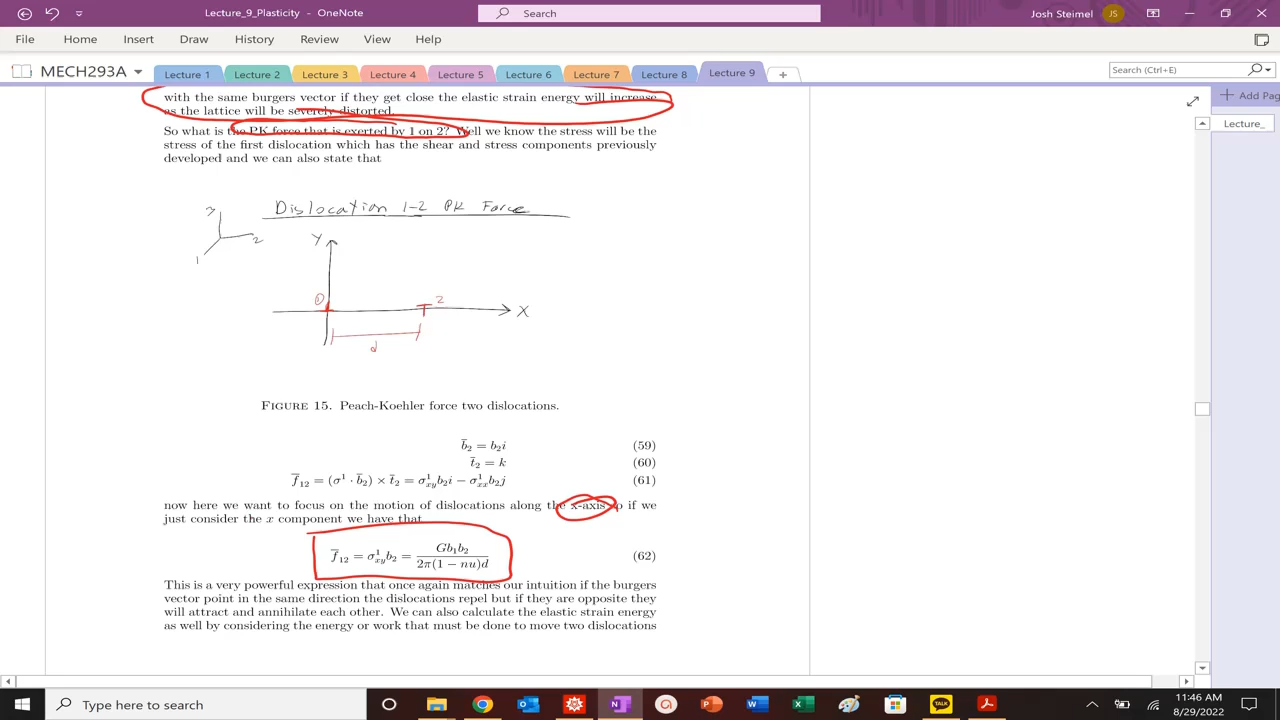 Lecture_9_Plasticity - OneNote
Search
Josh Steimel
JS
File Home Insert Draw History Review View Help
MECH293A
Lecture 1 Lecture 2 Lecture 3 Lecture 4 Lecture 5 Lecture 6 Lecture 7 Lecture 8 Lecture 9 +
Search (Ctrl+E)
Add Pag
Lecture_
with the same burgers vector if they get close the elastic strain energy will increase
as the lattice will be severely distorted.
So what is the PK force that is exerted by 1 on 2? Well we know the stress will be the
stress of the first dislocation which has the shear and stress components previously
developed and we can also state that
Dislocation 1-2 PK Force
3
2
1
Y
① 2
X
d
Figure 15. Peach-Koehler force two dislocations.
b̅₂ = b₂i (59)
t̅₂ = k (60)
f̅₁₂ = (σ¹ · b̅₂) × t̅₂ = σ¹ₓᵧb₂i − σ¹ₓₓb₂j (61)
now here we want to focus on the motion of dislocations along the x-axis so if we
just consider the x component we have that
f̅₁₂ = σ¹ₓᵧb₂ = Gb₁b₂ / 2π(1 − nu)d (62)
This is a very powerful expression that once again matches our intuition if the burgers
vector point in the same direction the dislocations repel but if they are opposite they
will attract and annihilate each other. We can also calculate the elastic strain energy
as well by considering the energy or work that must be done to move two dislocations
Type here to search
TALK
11:46 AM
8/29/2022